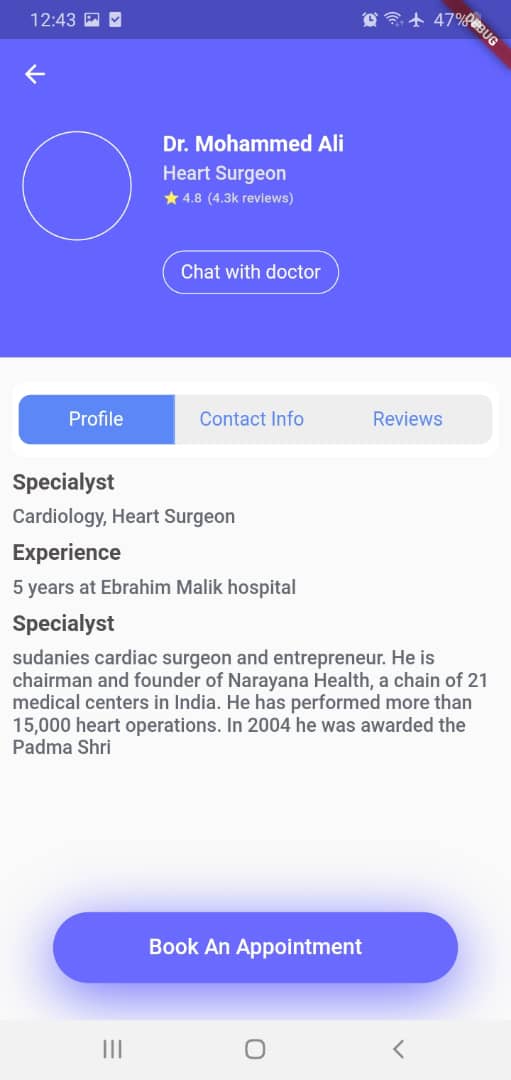 12:43
47%
DEBUG
Dr. Mohammed Ali
Heart Surgeon
4.8 (4.3k reviews)
Chat with doctor
Profile
Contact Info
Reviews
Specialyst
Cardiology, Heart Surgeon
Experience
5 years at Ebrahim Malik hospital
Specialyst
sudanies cardiac surgeon and entrepreneur. He is
chairman and founder of Narayana Health, a chain of 21
medical centers in India. He has performed more than
15,000 heart operations. In 2004 he was awarded the
Padma Shri
Book An Appointment